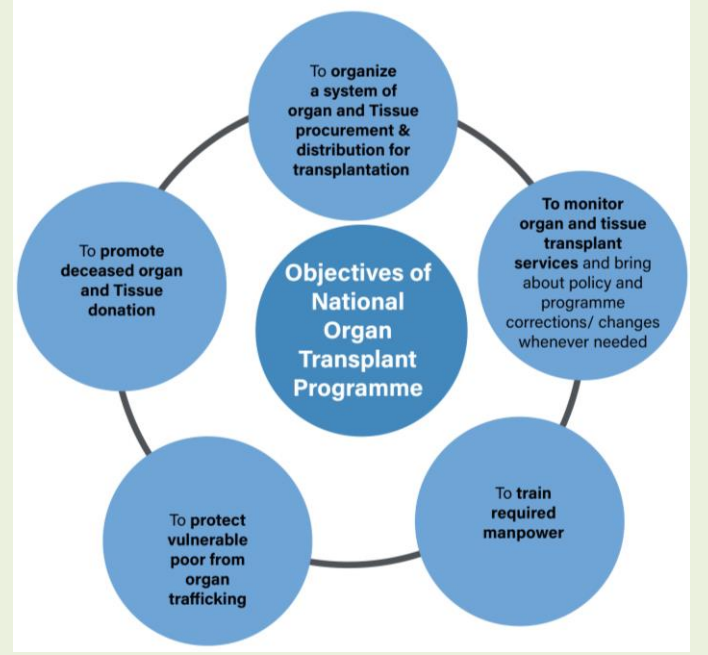 To organize
a system of
organ and Tissue
procurement &
distribution for
transplantation
To monitor
organ and tissue
transplant
services and bring
about policy and
programme
corrections/ changes
whenever needed
To train
required
manpower
To protect
vulnerable
poor from
organ
trafficking
To promote
deceased organ
and Tissue
donation
Objectives of
National
Organ
Transplant
Programme